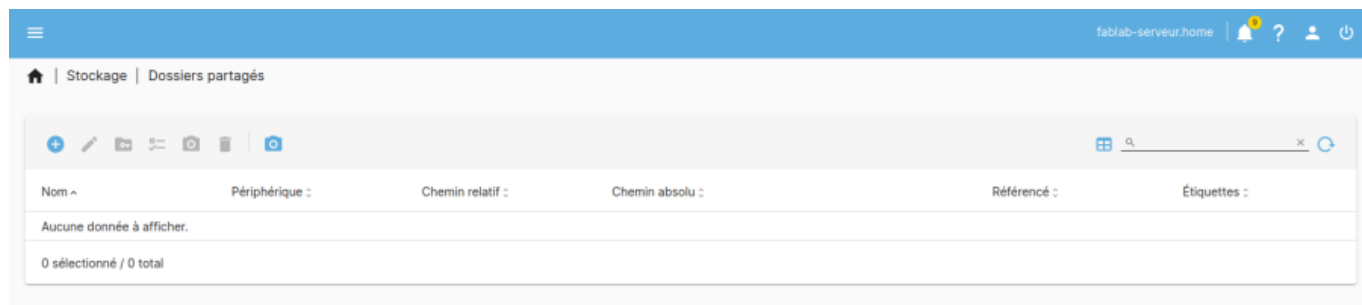 fablab-serveur.home 9 ?
Stockage | Dossiers partagés
Nom Périphérique Chemin relatif Chemin absolu Référencé Étiquettes
Aucune donnée à afficher.
0 sélectionné / 0 total